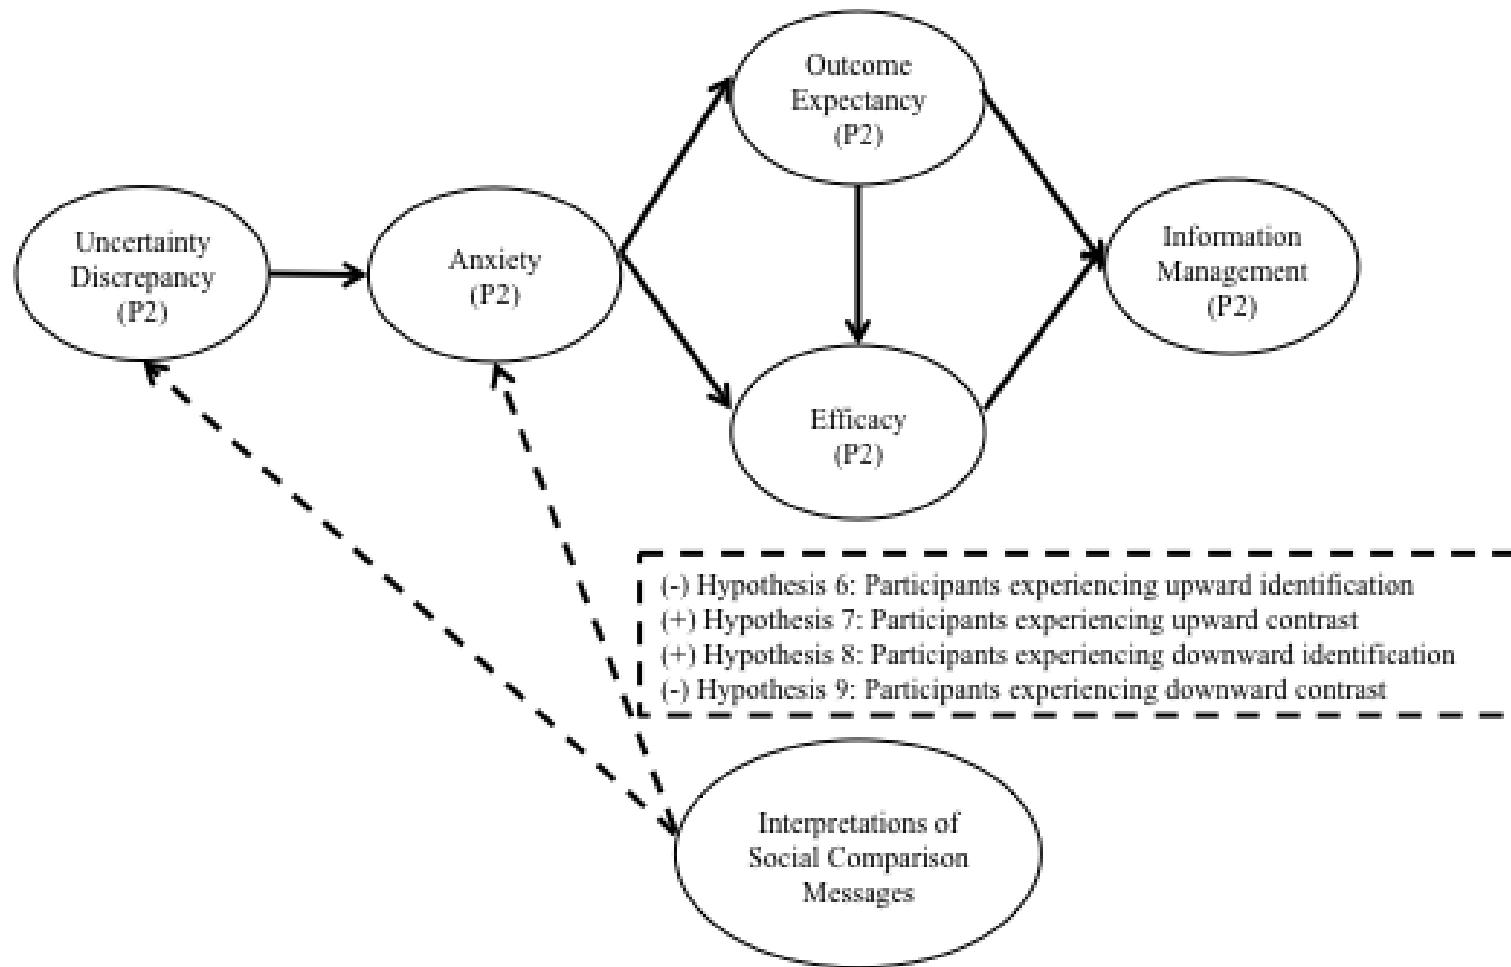 Outcome
Expectancy
(P2)
Uncertainty
Discrepancy
(P2)
Anxiety
(P2)
Information
Management
(P2)
Efficacy
(P2)
(-) Hypothesis 6: Participants experiencing upward identification
(+) Hypothesis 7: Participants experiencing upward contrast
(+) Hypothesis 8: Participants experiencing downward identification
(-) Hypothesis 9: Participants experiencing downward contrast
Interpretations of
Social Comparison
Messages